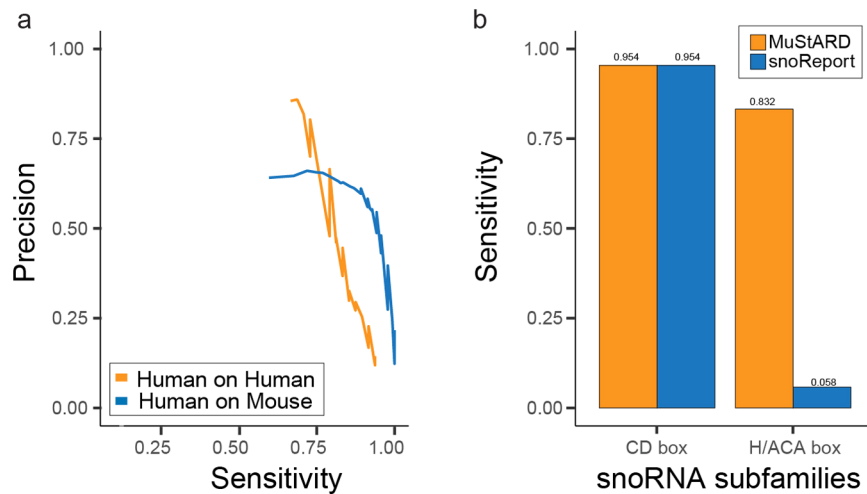 a
Precision
1.00
0.75
0.50
0.25
0.00
Human on Human
Human on Mouse
0.25
0.50
0.75
1.00
Sensitivity
b
Sensitivity
1.00
0.75
0.50
0.25
0.00
MuStARD
snoReport
0.954
0.954
0.832
0.058
CD box
H/ACA box
snoRNA subfamilies